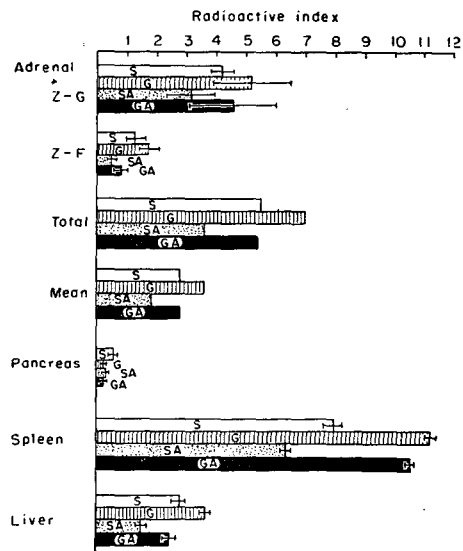 Radioactive index
1 2 3 4 5 6 7 8 9 10 11 12
Adrenal
Z-G
S
G
SA
GA
Z-F
S
G
SA
GA
Total
S
G
SA
GA
Mean
S
G
SA
GA
Pancreas
S
G
SA
GA
Spleen
S
G
SA
GA
Liver
S
G
SA
GA